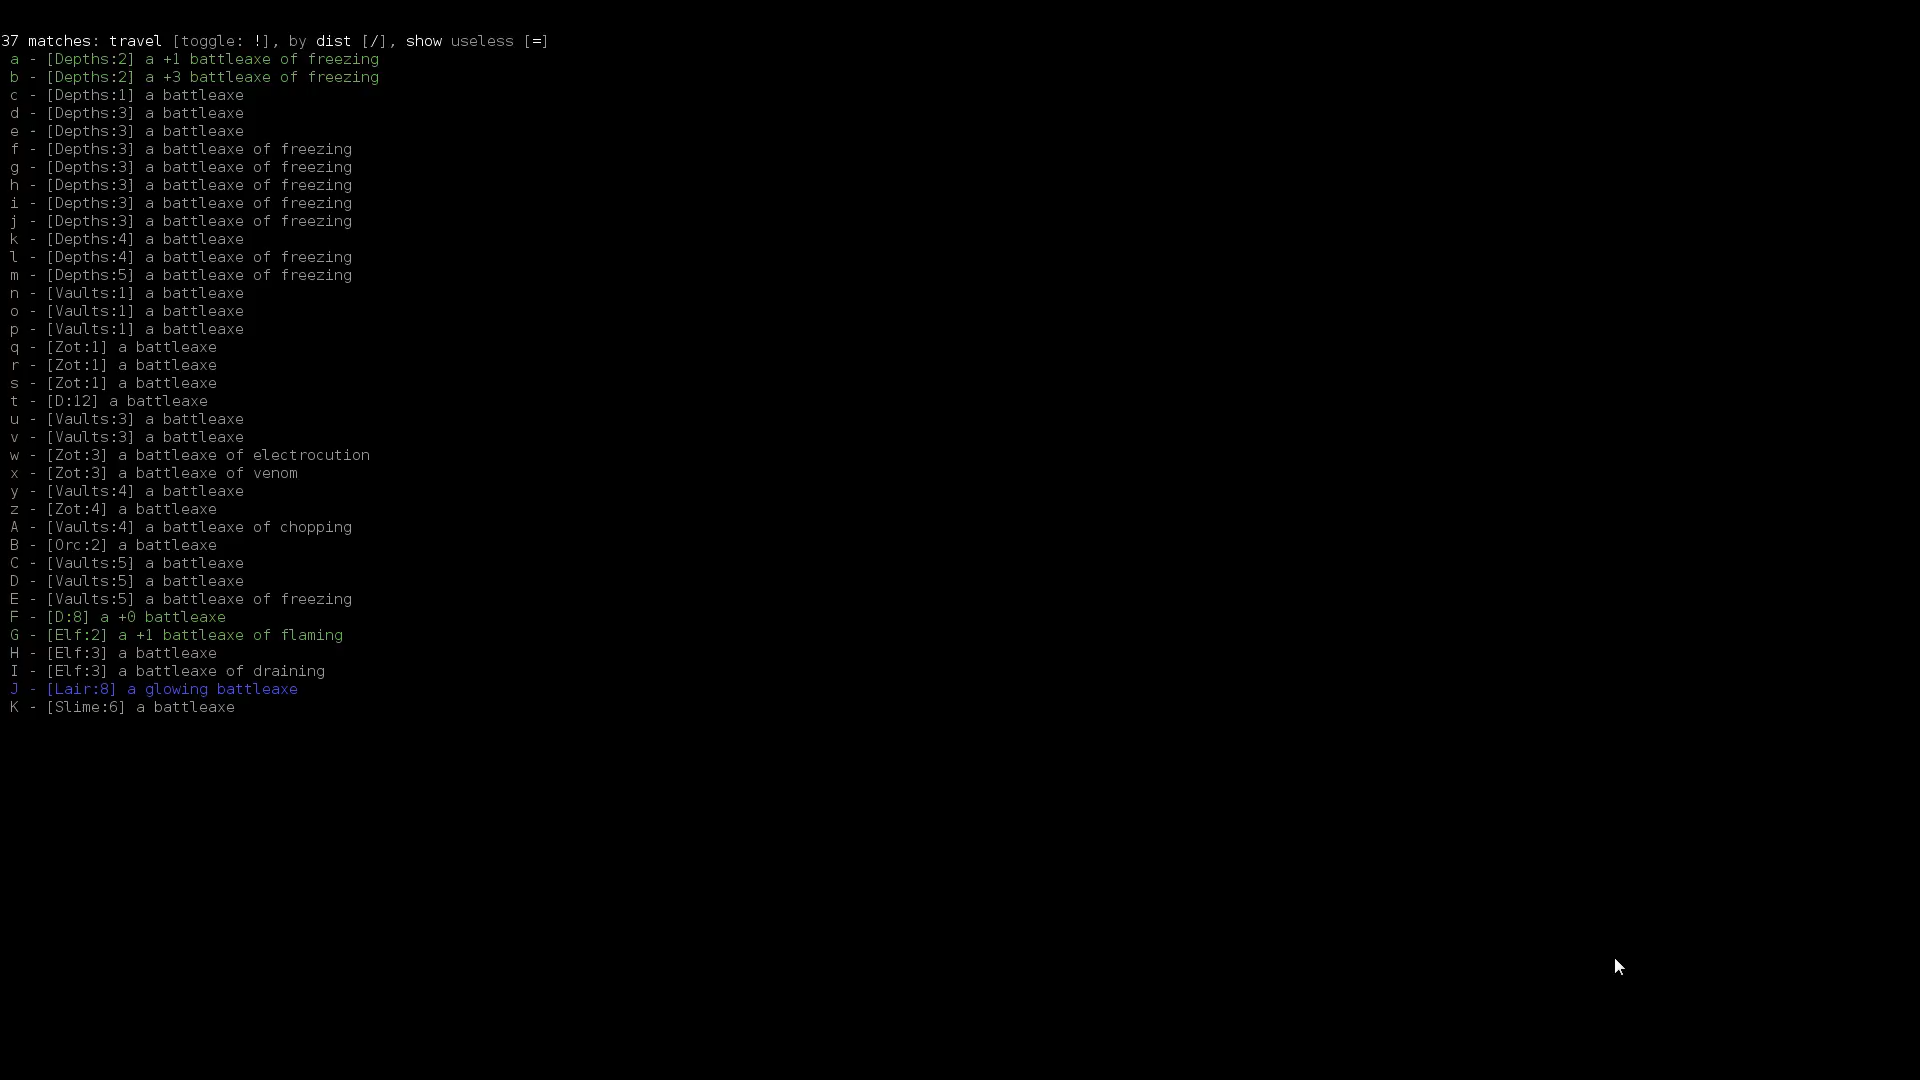 37 matches: travel [toggle: !], by dist [/], show useless [=]
a - [Depths:2] a +1 battleaxe of freezing
b - [Depths:2] a +3 battleaxe of freezing
c - [Depths:1] a battleaxe
d - [Depths:3] a battleaxe
e - [Depths:3] a battleaxe
f - [Depths:3] a battleaxe of freezing
g - [Depths:3] a battleaxe of freezing
h - [Depths:3] a battleaxe of freezing
i - [Depths:3] a battleaxe of freezing
j - [Depths:3] a battleaxe of freezing
k - [Depths:4] a battleaxe
l - [Depths:4] a battleaxe of freezing
m - [Depths:5] a battleaxe of freezing
n - [Vaults:1] a battleaxe
o - [Vaults:1] a battleaxe
p - [Vaults:1] a battleaxe
q - [Zot:1] a battleaxe
r - [Zot:1] a battleaxe
s - [Zot:1] a battleaxe
t - [D:12] a battleaxe
u - [Vaults:3] a battleaxe
v - [Vaults:3] a battleaxe
w - [Zot:3] a battleaxe of electrocution
x - [Zot:3] a battleaxe of venom
y - [Vaults:4] a battleaxe
z - [Zot:4] a battleaxe
A - [Vaults:4] a battleaxe of chopping
B - [Orc:2] a battleaxe
C - [Vaults:5] a battleaxe
D - [Vaults:5] a battleaxe
E - [Vaults:5] a battleaxe of freezing
F - [D:8] a +0 battleaxe
G - [Elf:2] a +1 battleaxe of flaming
H - [Elf:3] a battleaxe
I - [Elf:3] a battleaxe of draining
J - [Lair:8] a glowing battleaxe
K - [Slime:6] a battleaxe